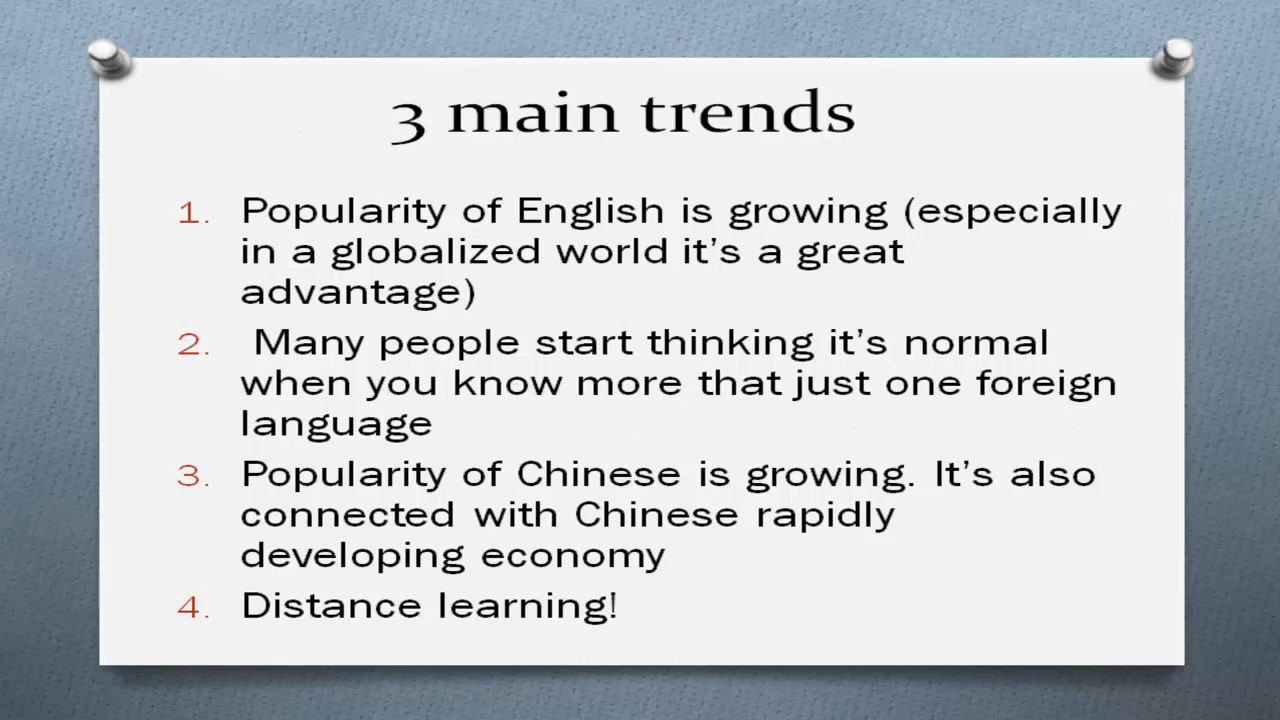 3 main trends
1. Popularity of English is growing (especially
in a globalized world it's a great
advantage)
2. Many people start thinking it's normal
when you know more that just one foreign
language
3. Popularity of Chinese is growing. It's also
connected with Chinese rapidly
developing economy
4. Distance learning!